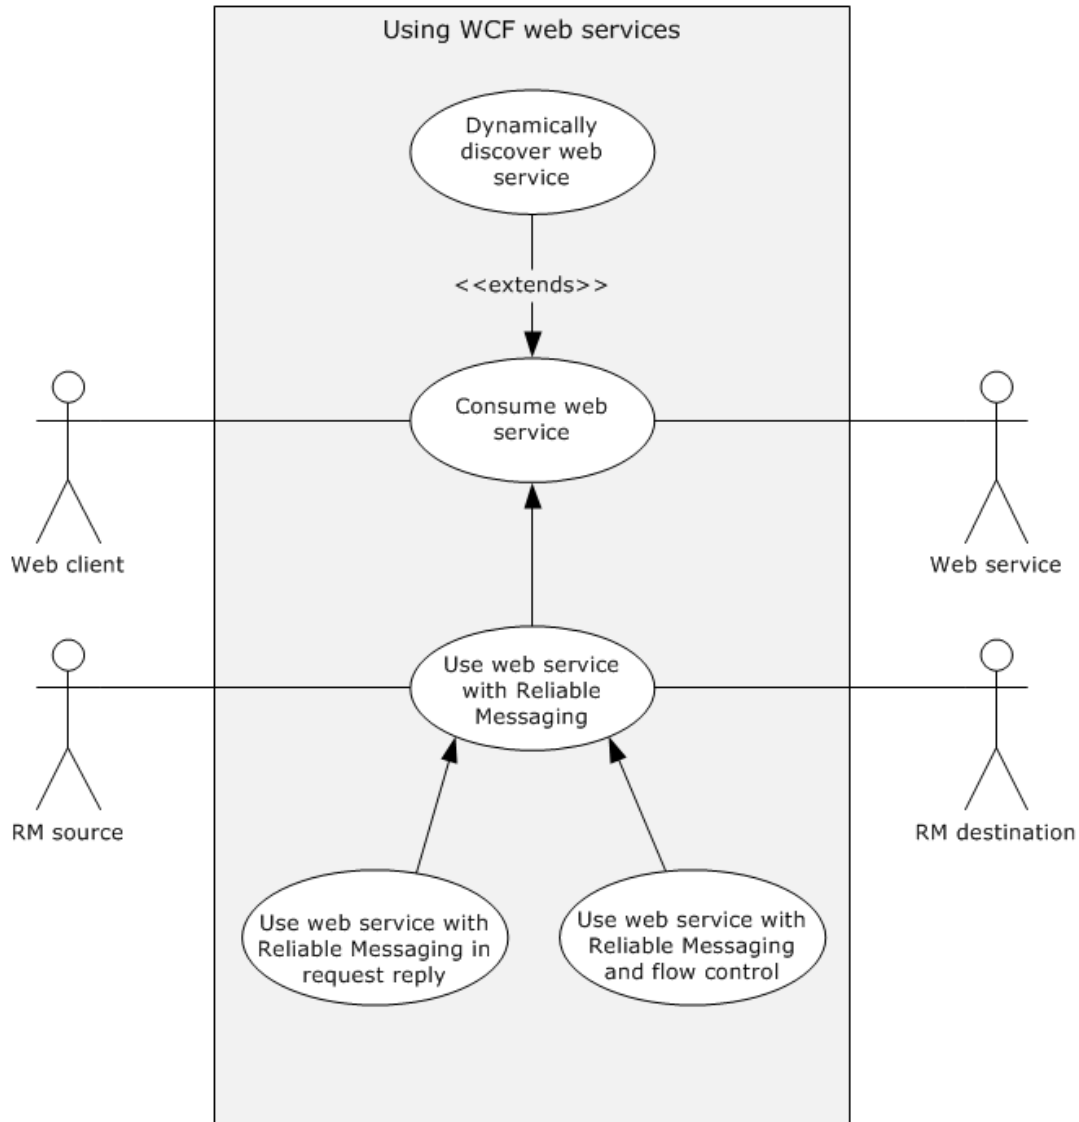 Using WCF web services
Dynamically
discover web
service
<<extends>>
Consume web
service
Web client
Web service
Use web service
with Reliable
Messaging
RM source
RM destination
Use web service with
Reliable Messaging in
request reply
Use web service with
Reliable Messaging
and flow control